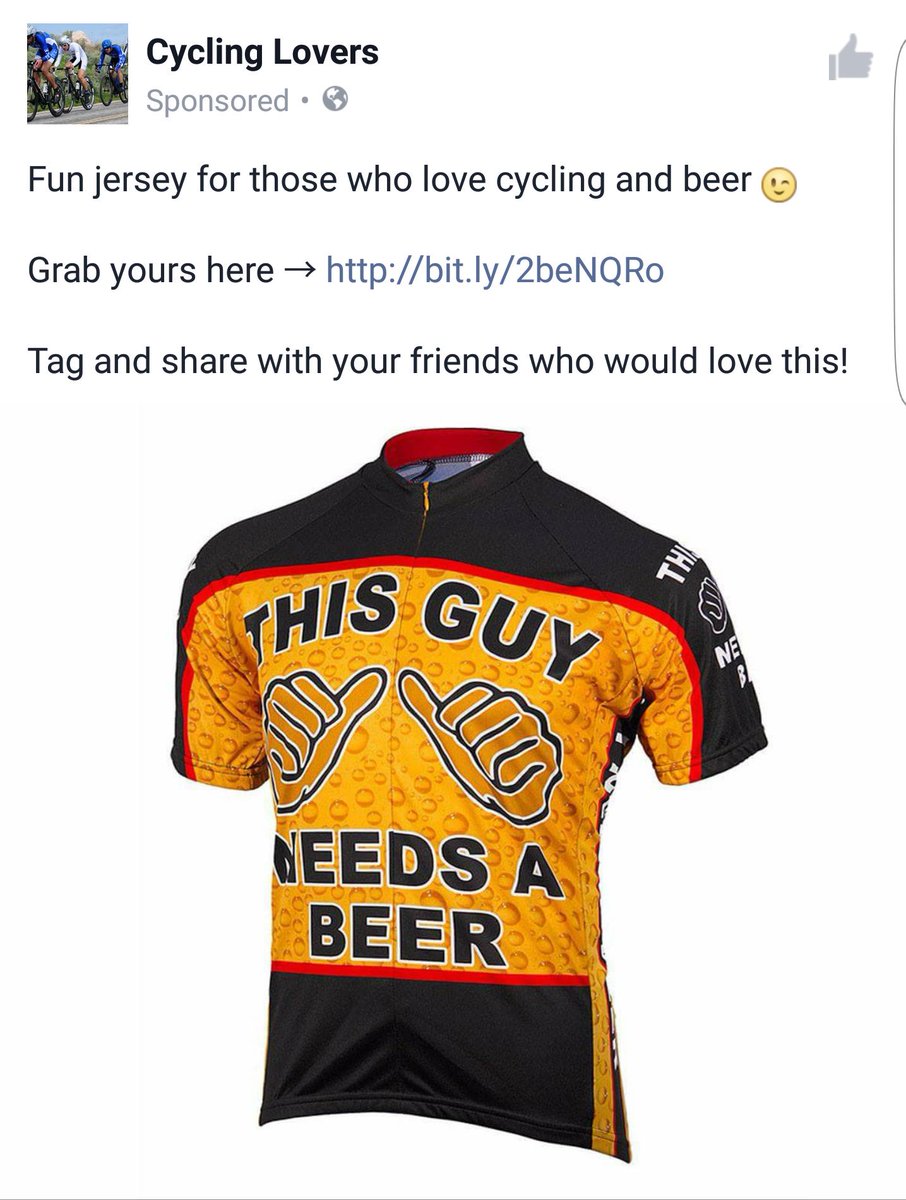 Cycling Lovers
Sponsored •
Fun jersey for those who love cycling and beer 😉
Grab yours here → http://bit.ly/2beNQRo
Tag and share with your friends who would love this!
THIS GUY
NEEDS A
BEER